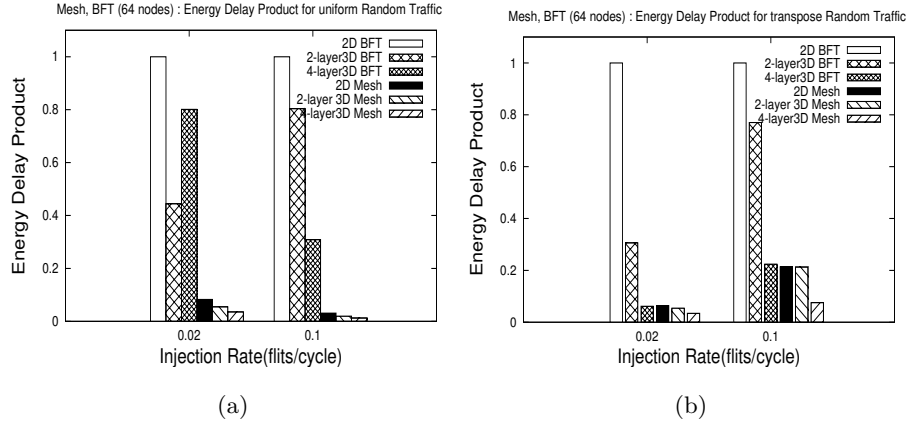 Mesh, BFT (64 nodes) : Energy Delay Product for uniform Random Traffic
2D BFT
2-layer3D BFT
4-layer3D BFT
2D Mesh
2-layer 3D Mesh
4-layer3D Mesh
1
0.8
0.6
0.4
0.2
0
Energy Delay Product
0.02
0.1
Injection Rate(flits/cycle)
(a)
Mesh, BFT (64 nodes) : Energy Delay Product for transpose Random Traffic
2D BFT
2-layer3D BFT
4-layer3D BFT
2D Mesh
2-layer 3D Mesh
4-layer3D Mesh
1
0.8
0.6
0.4
0.2
0
Energy Delay Product
0.02
0.1
Injection Rate(flits/cycle)
(b)